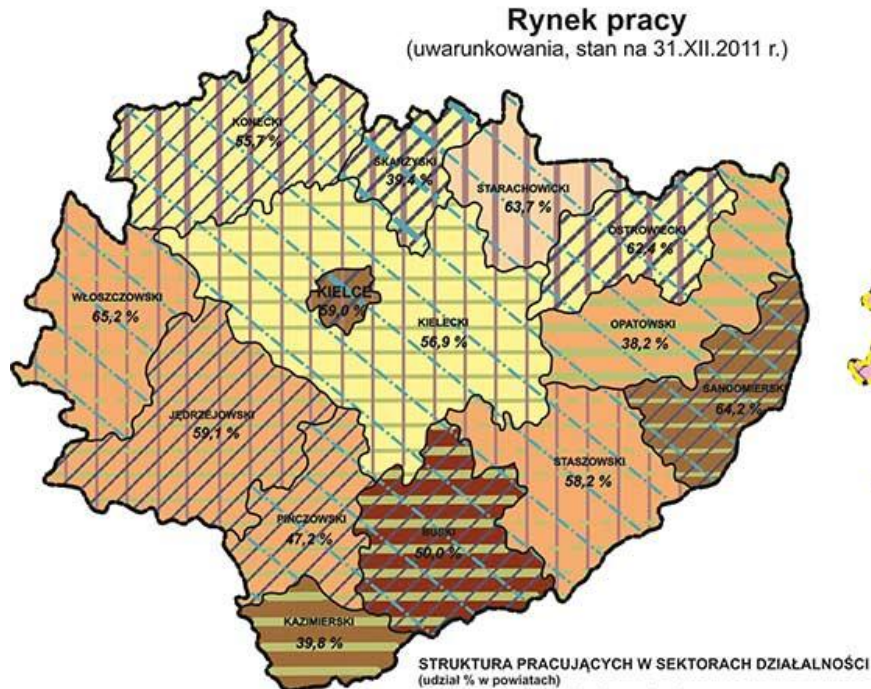 Rynek pracy
(uwarunkowania, stan na 31.XII.2011 r.)
KONECKI
55,7 %
SKARŻYSKI
39,4 %
STARACHOWICKI
63,7 %
OSTROWIECKI
62,4 %
WŁOSZCZOWSKI
65,2 %
KIELCE
59,0 %
KIELECKI
56,9 %
OPATOWSKI
38,2 %
SANDOMIERSKI
64,2 %
JĘDRZEJOWSKI
59,1 %
STASZOWSKI
58,2 %
PIŃCZOWSKI
47,2 %
BUSKI
50,0 %
KAZIMIERSKI
39,8 %
STRUKTURA PRACUJĄCYCH W SEKTORACH DZIAŁALNOŚCI
(udział % w powiatach)